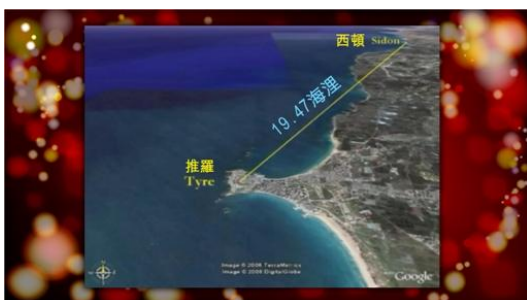 西頓 Sidon
19.47海浬
推羅
Tyre
Image © 2008 TerraMetrics
Image © 2008 DigitalGlobe
Google